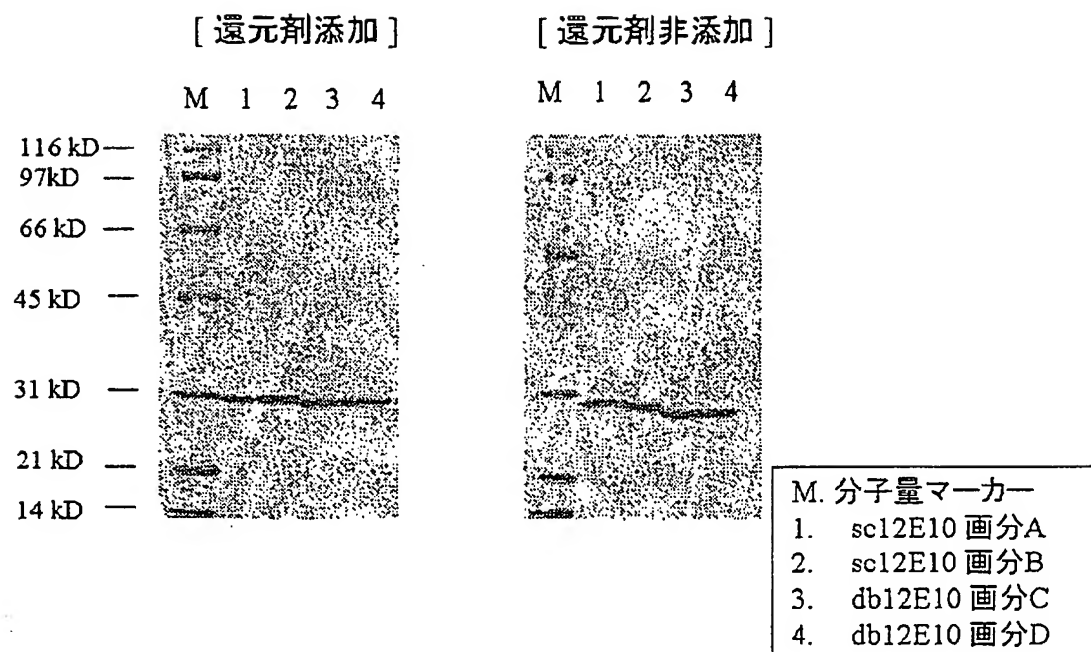 [ 還元剤添加 ]
[ 還元剤非添加 ]
M 1 2 3 4
M 1 2 3 4
116 kD
97kD
66 kD
45 kD
31 kD
21 kD
14 kD
M. 分子量マーカー
1. sc12E10 画分A
2. sc12E10 画分B
3. db12E10 画分C
4. db12E10 画分D